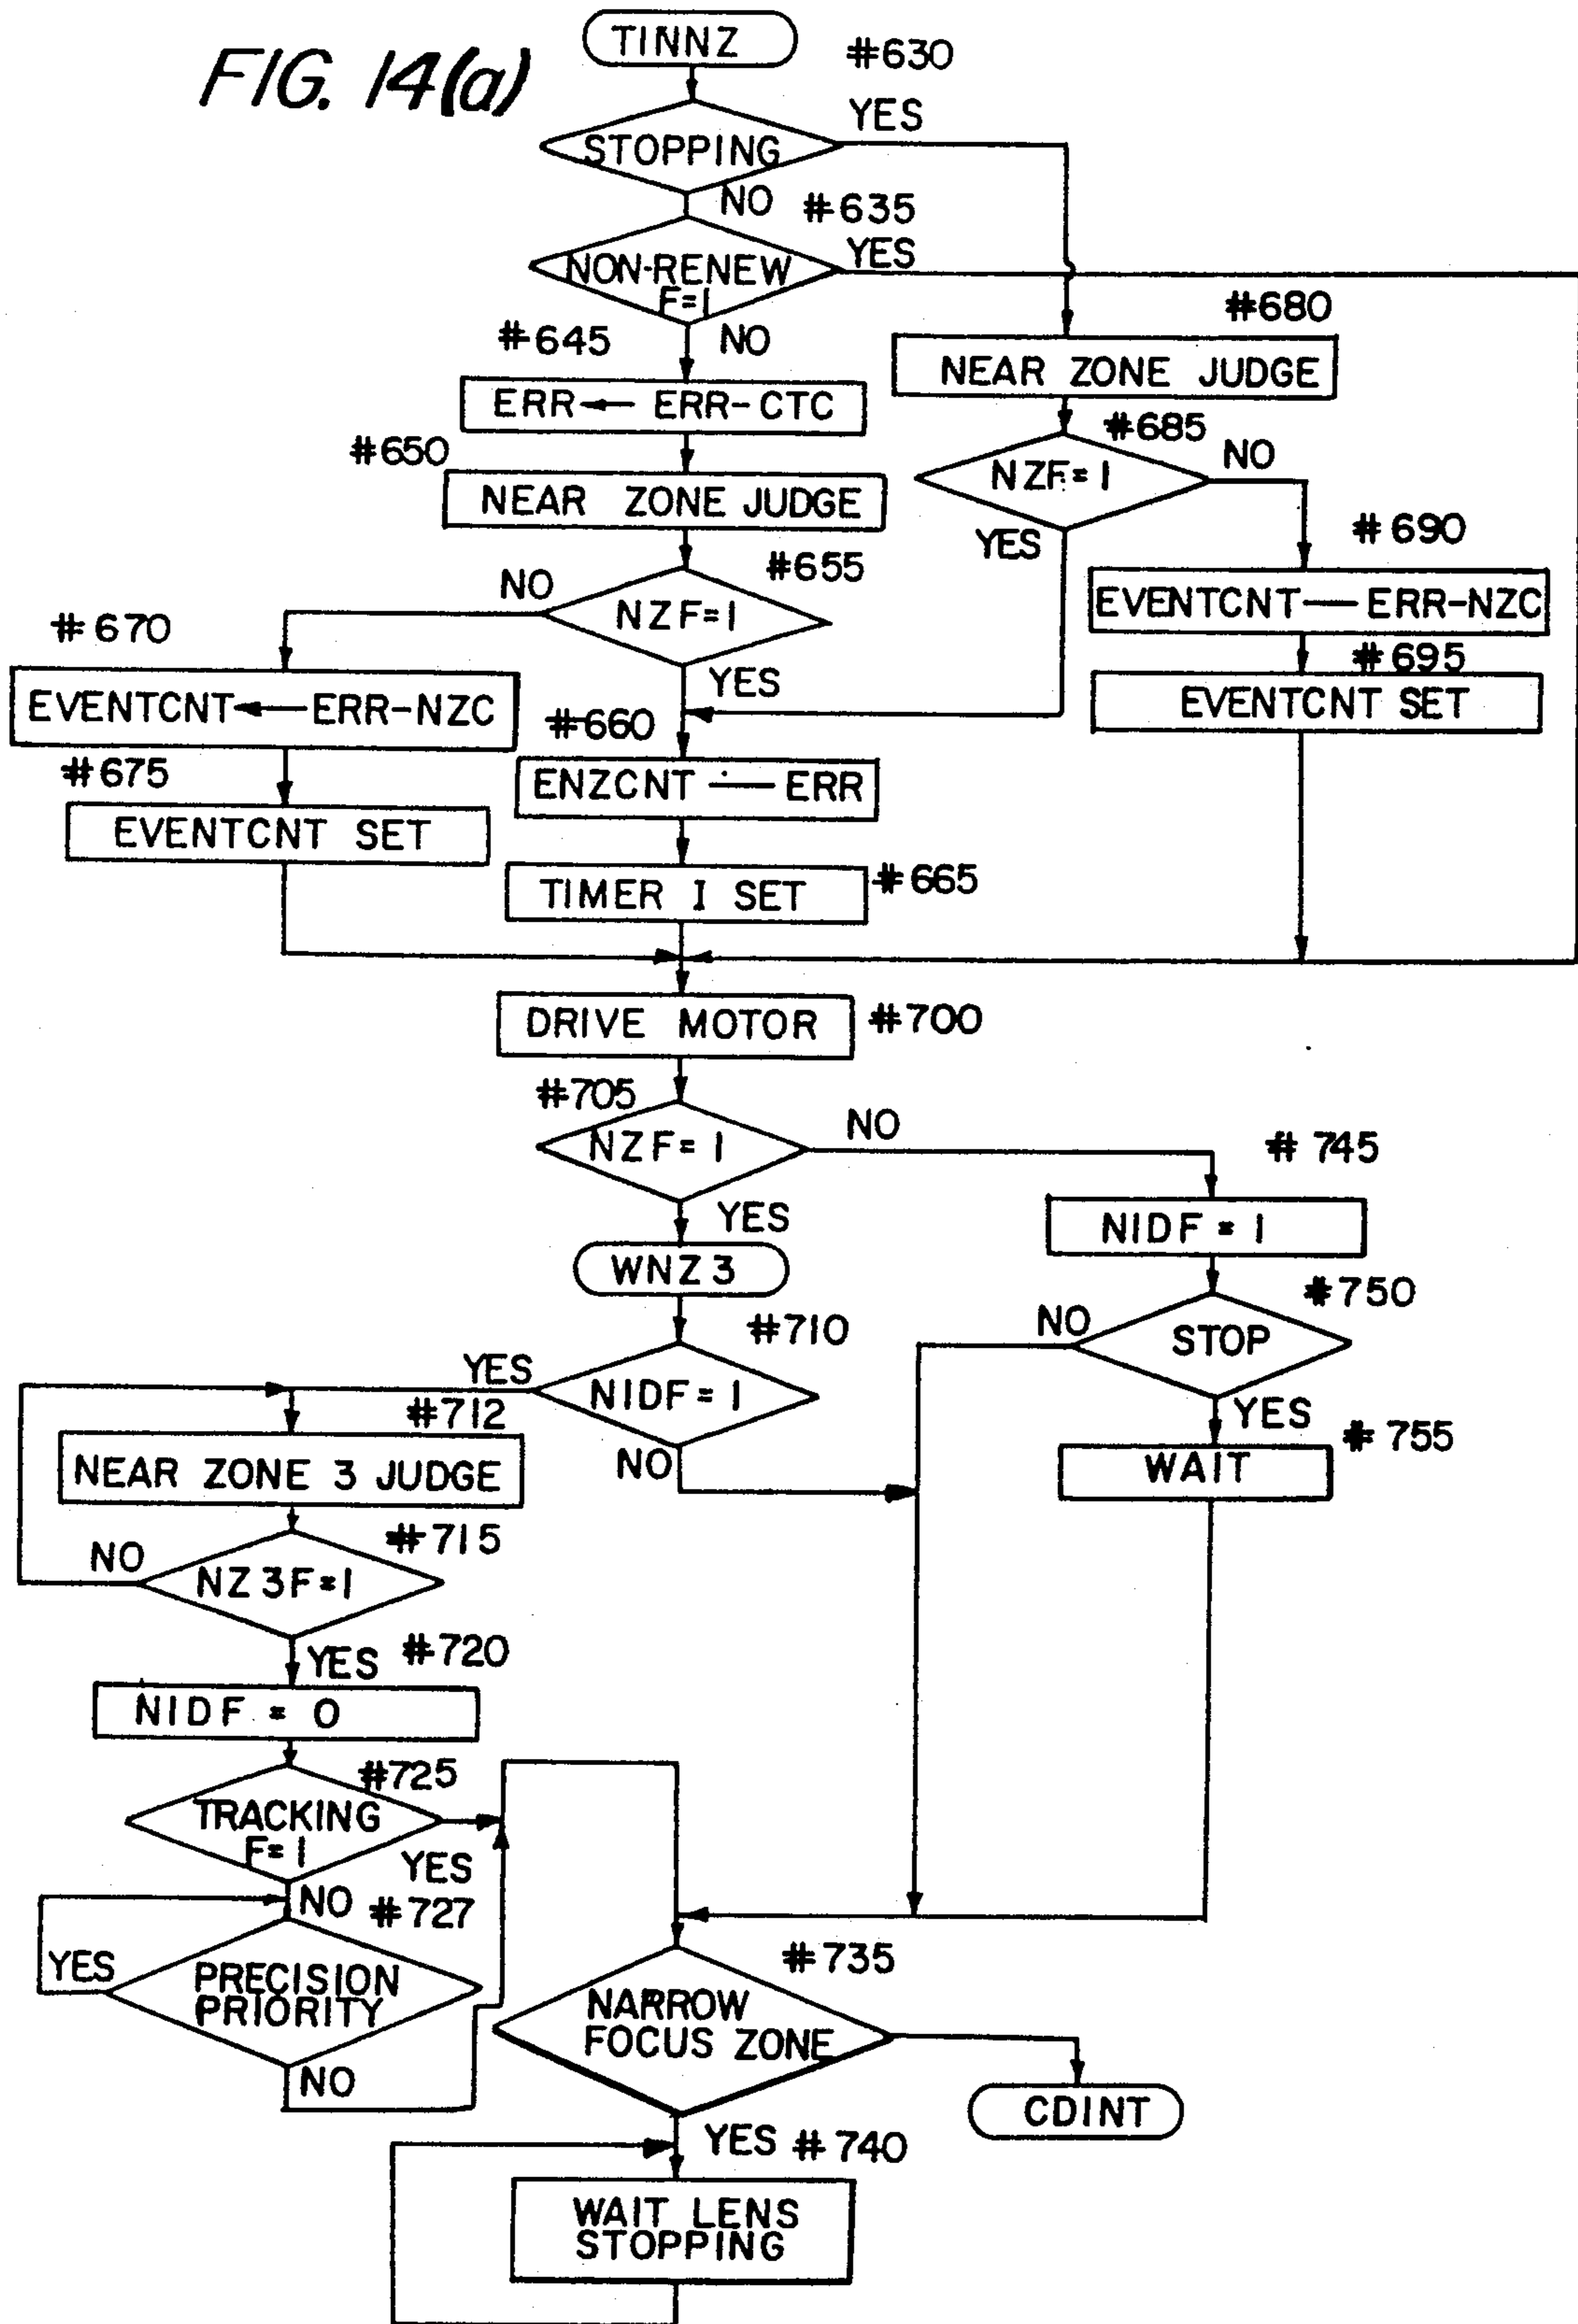 FIG. 14(a)
TINNZ
#630
STOPPING
YES
NO
#635
NON-RENEW
F=1
YES
NO
#645
ERR ← ERR-CTC
#680
NEAR ZONE JUDGE
#650
NEAR ZONE JUDGE
#685
NZF=1
NO
YES
#655
NZF=1
NO
YES
#690
EVENTCNT — ERR-NZC
#695
EVENTCNT SET
#670
EVENTCNT ← ERR-NZC
#675
EVENTCNT SET
#660
ENZCNT — ERR
TIMER I SET
#665
DRIVE MOTOR
#700
#705
NZF=1
NO
YES
#745
NIDF=1
WNZ3
#750
STOP
NO
YES
#755
WAIT
#710
NIDF=1
YES
NO
#712
NEAR ZONE 3 JUDGE
#715
NZ3F=1
NO
YES
#720
NIDF = 0
#725
TRACKING
F=1
YES
NO
#727
PRECISION
PRIORITY
YES
NO
#735
NARROW
FOCUS ZONE
CDINT
YES
#740
WAIT LENS
STOPPING